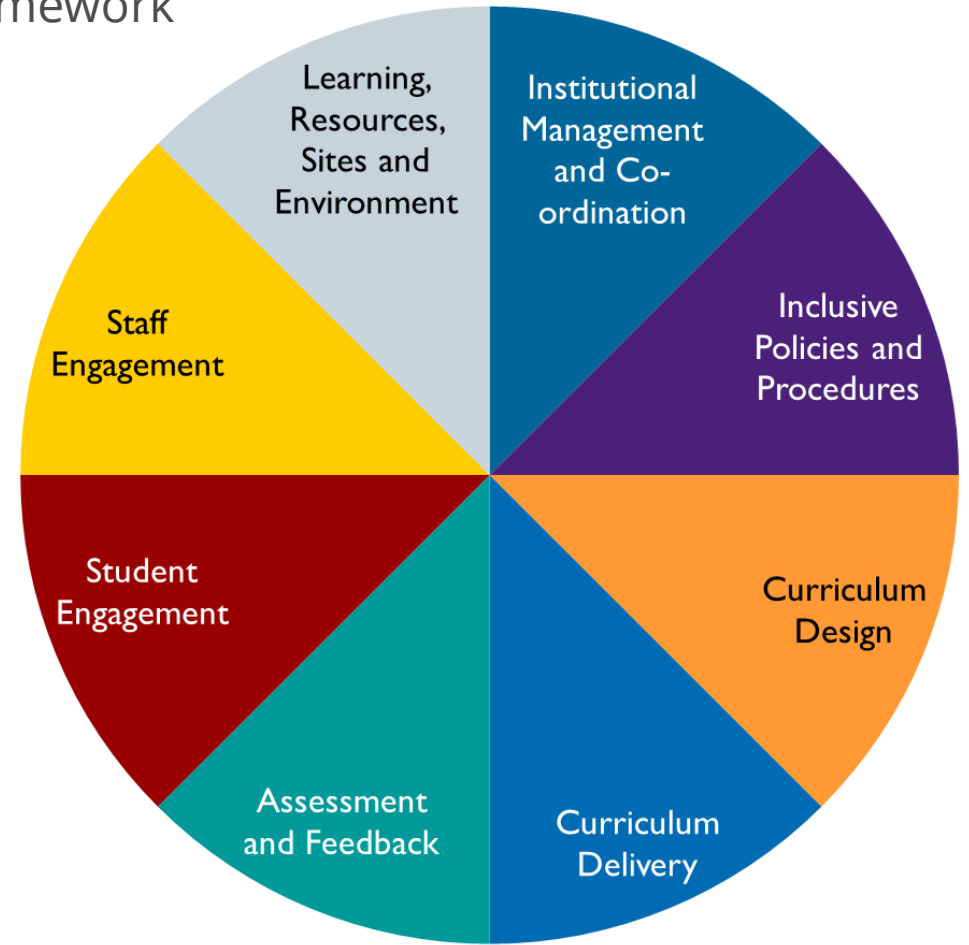 mework
Learning,
Resources,
Sites and
Environment
Institutional
Management
and Co-
ordination
Inclusive
Policies and
Procedures
Curriculum
Design
Curriculum
Delivery
Assessment
and Feedback
Student
Engagement
Staff
Engagement